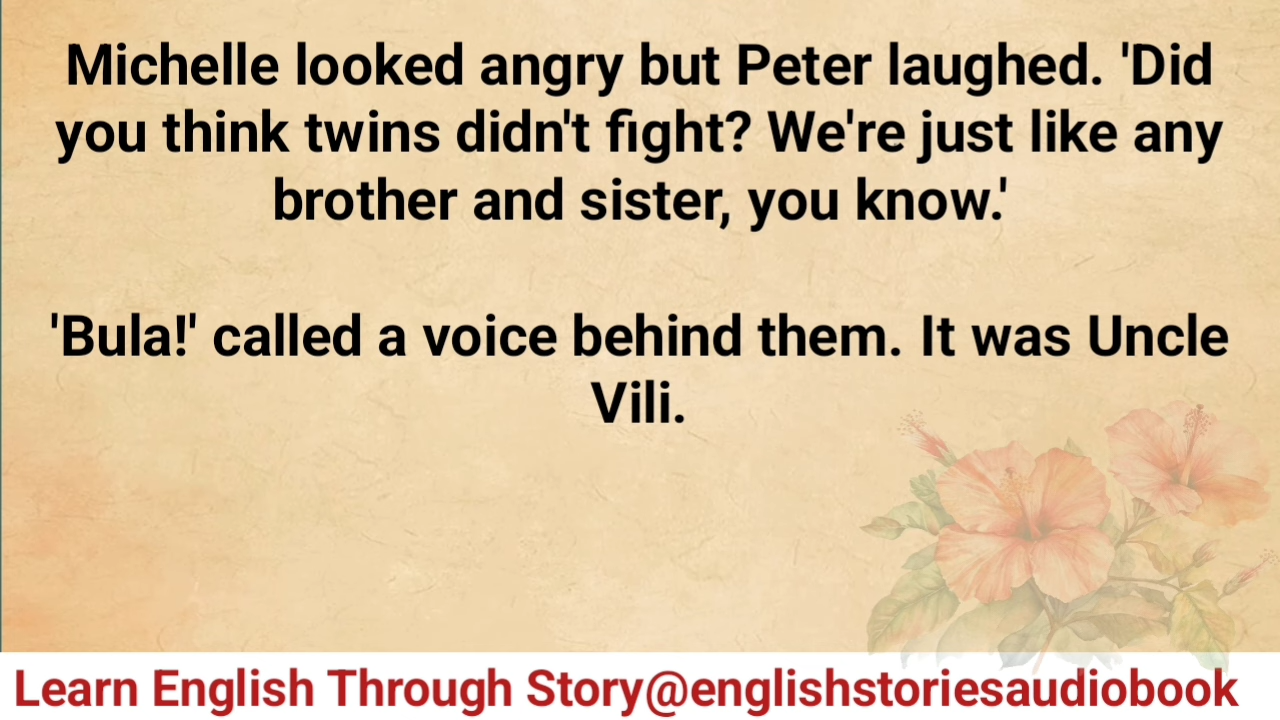 Michelle looked angry but Peter laughed. 'Did
you think twins didn't fight? We're just like any
brother and sister, you know.'
'Bula!' called a voice behind them. It was Uncle
Vili.
Learn English Through Story@englishstoriesaudiobook